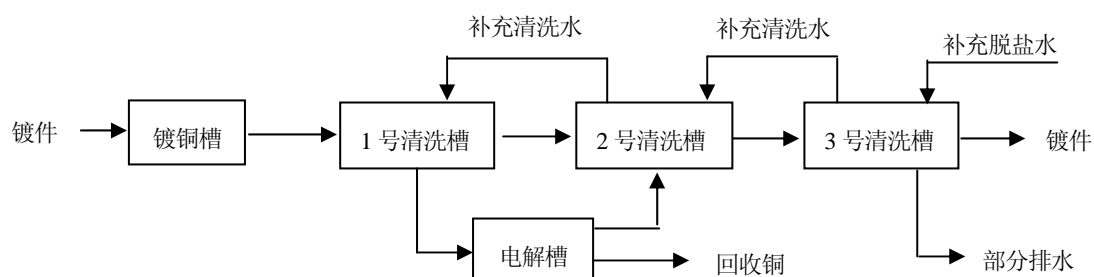 补充清洗水
补充清洗水
补充脱盐水
镀件
镀铜槽
1 号清洗槽
2 号清洗槽
3 号清洗槽
镀件
电解槽
回收铜
部分排水